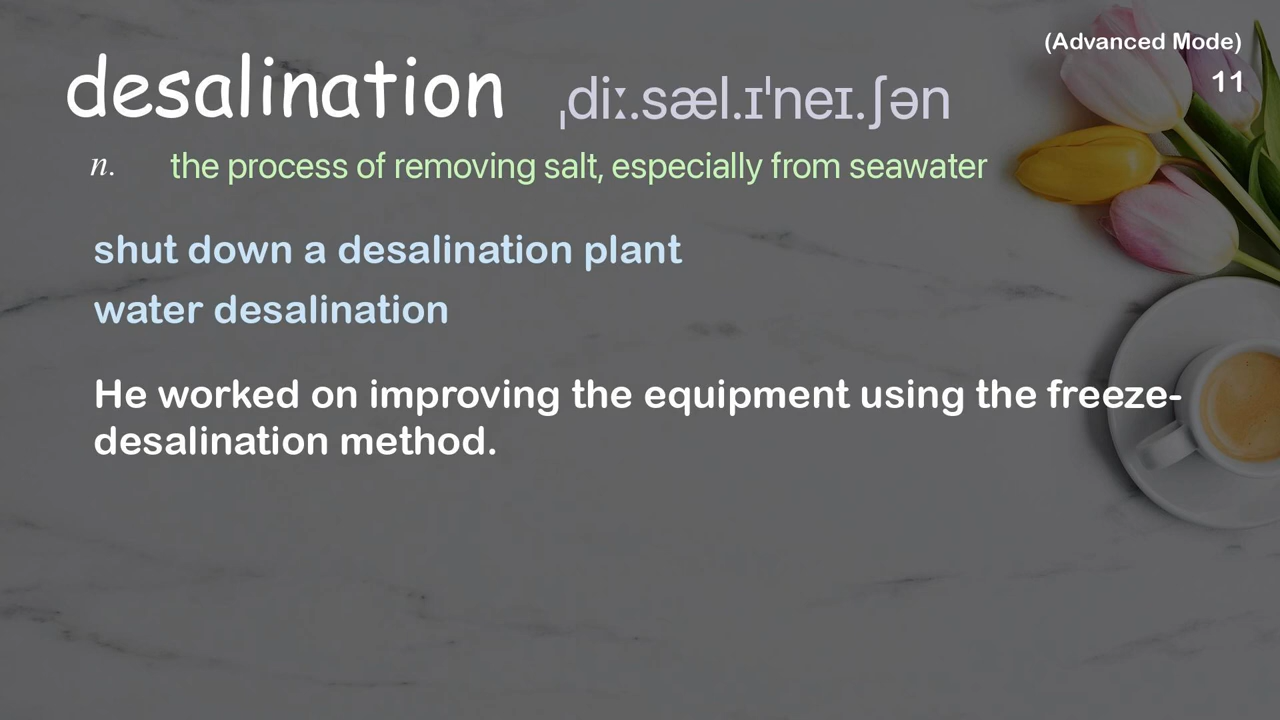 (Advanced Mode)
11
desalination ˌdiː.sæl.ɪˈneɪ.ʃən
n. the process of removing salt, especially from seawater
shut down a desalination plant
water desalination
He worked on improving the equipment using the freeze-
desalination method.